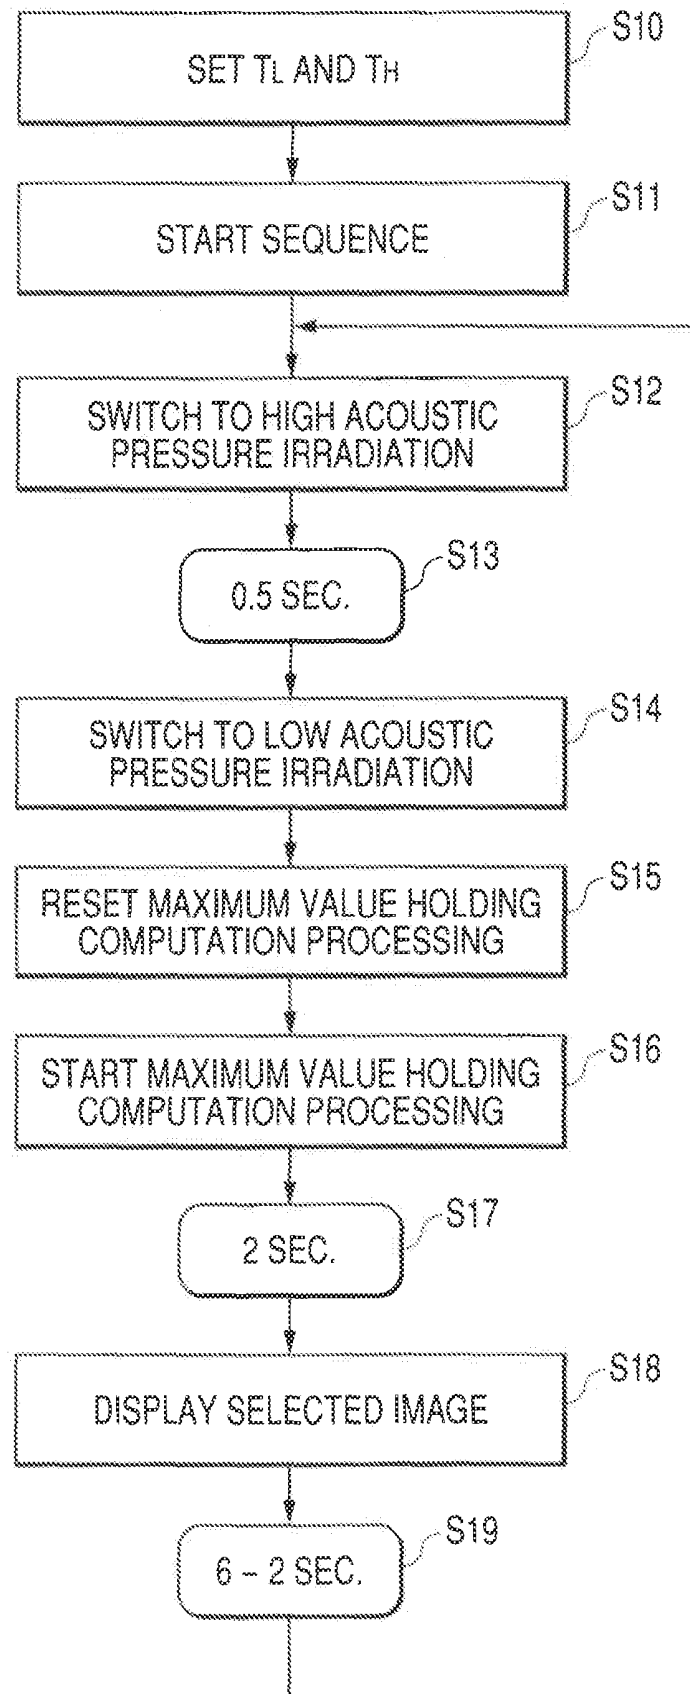 S10
SET TL AND TH
S11
START SEQUENCE
S12
SWITCH TO HIGH ACOUSTIC
PRESSURE IRRADIATION
S13
0.5 SEC.
S14
SWITCH TO LOW ACOUSTIC
PRESSURE IRRADIATION
S15
RESET MAXIMUM VALUE HOLDING
COMPUTATION PROCESSING
S16
START MAXIMUM VALUE HOLDING
COMPUTATION PROCESSING
S17
2 SEC.
S18
DISPLAY SELECTED IMAGE
S19
6 – 2 SEC.